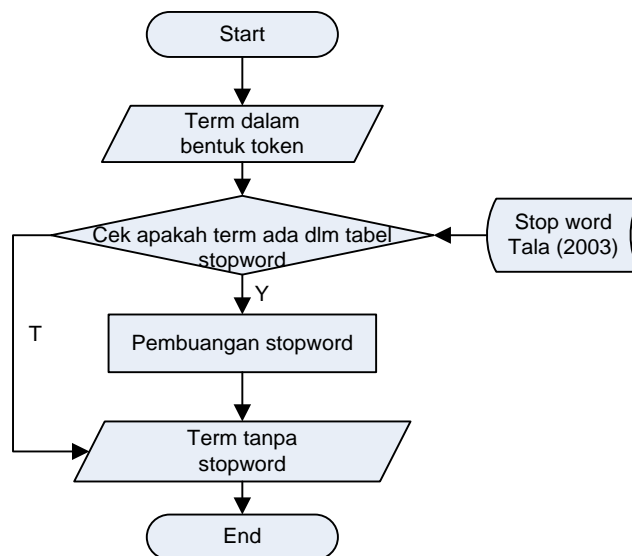 Start
Term dalam
bentuk token
Cek apakah term ada dlm tabel
stopword
Stop word
Tala (2003)
Y
T
Pembuangan stopword
Term tanpa
stopword
End